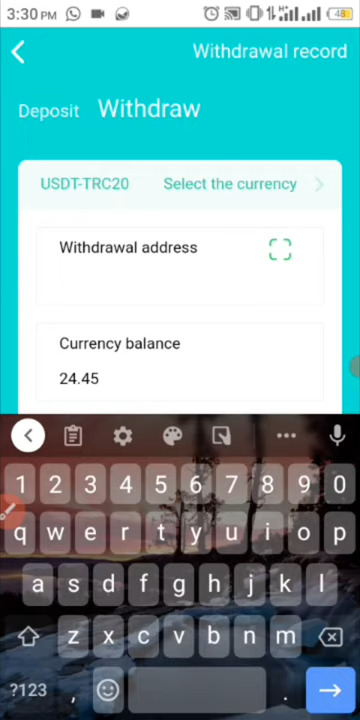 3:30 PM 48
Withdrawal record
Deposit Withdraw
USDT-TRC20 Select the currency
Withdrawal address
Currency balance
24.45
1 2 3 4 5 6 7 8 9 0
q w e r t y u i o p
a s d f g h j k l
z x c v b n m
?123 , .